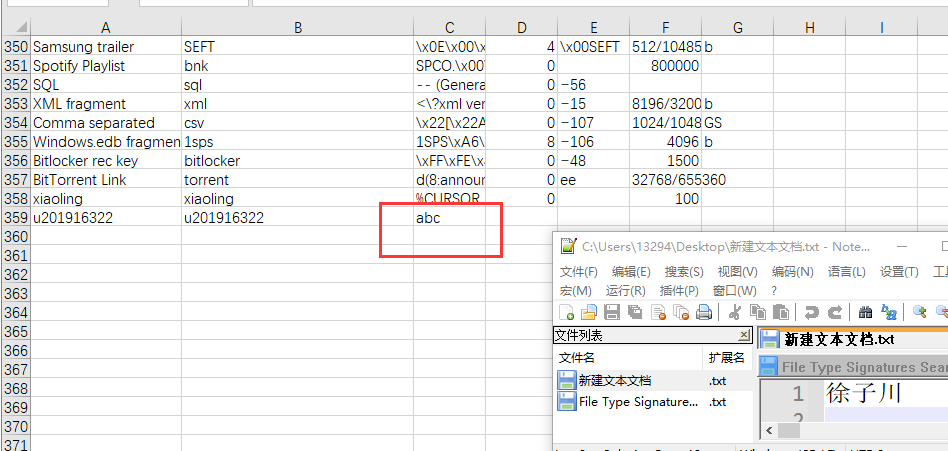 A B C D E F G H I
350 Samsung trailer SEFT \x0E\x00\x 4 \x00SEFT 512/10485 b
351 Spotify Playlist bnk SPCO.\x00\ 0 800000
352 SQL sql -- (Genera 0 -56
353 XML fragment xml <\?xml ver 0 -15 8196/3200 b
354 Comma separated csv \x22[\x22A 0 -107 1024/1048 GS
355 Windows.edb fragmen 1sps 1SPS\xA6\ 8 -106 4096 b
356 Bitlocker rec key bitlocker \xFF\xFE\x 0 -48 1500
357 BitTorrent Link torrent d(8:announ 0 ee 32768/655360
358 xiaoling xiaoling %CURSOR 0 100
359 u201916322 u201916322 abc
360
361
362
363
364
365
366
367
368
369
370
371
C:\Users\13294\Desktop\新建文本文档.txt - Note...
文件(F) 编辑(E) 搜索(S) 视图(V) 编码(N) 语言(L) 设置(T)
宏(M) 运行(R) 插件(P) 窗口(W) ?
文件列表
新建文本文档.txt
文件名 扩展名
File Type Signatures Sear
新建文本文档 .txt
File Type Signature... .txt
1 徐子川
2